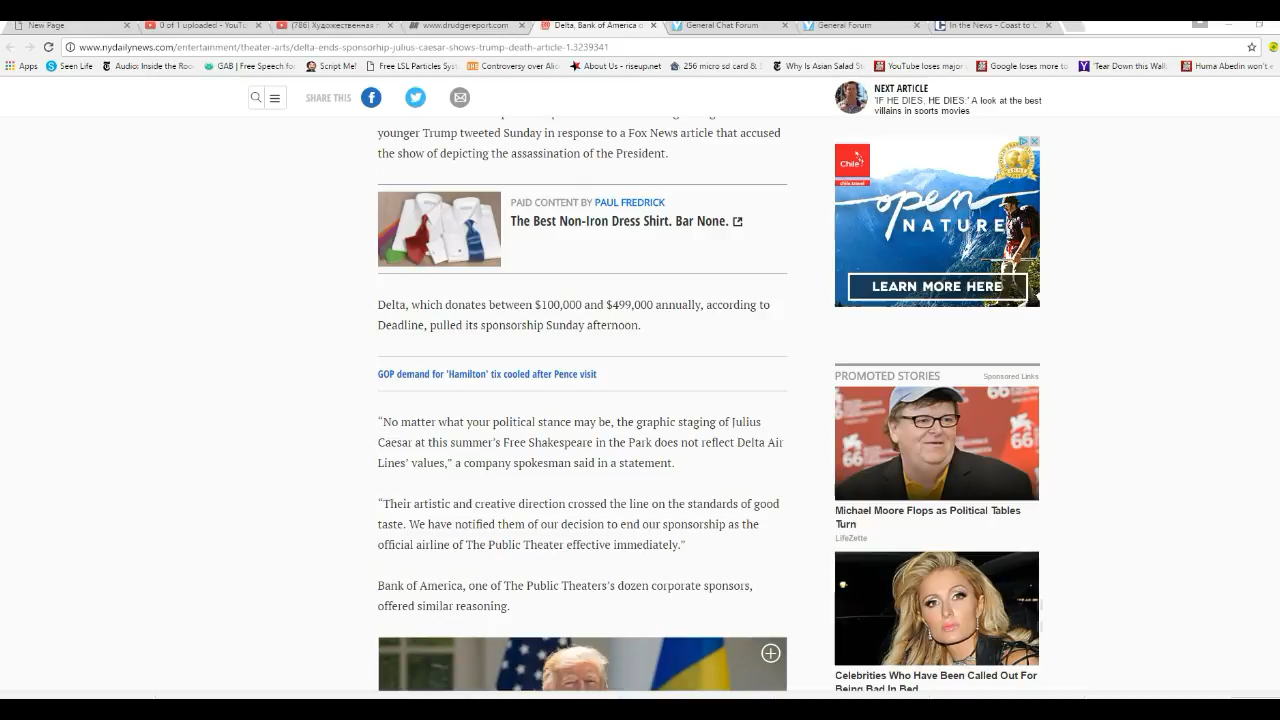 New Page
0 of 1 uploaded - YouTu
(786) Художественная г
www.drudgereport.com
Delta, Bank of America c
General Chat Forum
General Forum
In the News - Coast to C
www.nydailynews.com/entertainment/theater-arts/delta-ends-sponsorhip-julius-caesar-shows-trump-death-article-1.3239341
Apps
Seen Life
Audio: Inside the Roo
GAB | Free Speech fo
Script Me!
Free LSL Particles Syst
Controversy over Alic
About Us - riseup.net
256 micro sd card &
Why Is Asian Salad St
YouTube loses major
Google loses more to
'Tear Down this Wall
Huma Abedin won't e
SHARE THIS
NEXT ARTICLE
'IF HE DIES, HE DIES:' A look at the best
villains in sports movies
younger Trump tweeted Sunday in response to a Fox News article that accused
the show of depicting the assassination of the President.
PAID CONTENT BY PAUL FREDRICK
The Best Non-Iron Dress Shirt. Bar None.
Delta, which donates between $100,000 and $499,000 annually, according to
Deadline, pulled its sponsorship Sunday afternoon.
GOP demand for 'Hamilton' tix cooled after Pence visit
“No matter what your political stance may be, the graphic staging of Julius
Caesar at this summer’s Free Shakespeare in the Park does not reflect Delta Air
Lines’ values,” a company spokesman said in a statement.
“Their artistic and creative direction crossed the line on the standards of good
taste. We have notified them of our decision to end our sponsorship as the
official airline of The Public Theater effective immediately.”
Bank of America, one of The Public Theaters’s dozen corporate sponsors,
offered similar reasoning.
Chile
chile.travel
open
NATURE
LEARN MORE HERE
PROMOTED STORIES
Sponsored Links
66
66
Michael Moore Flops as Political Tables
Turn
LifeZette
Celebrities Who Have Been Called Out For
Being Bad In Bed